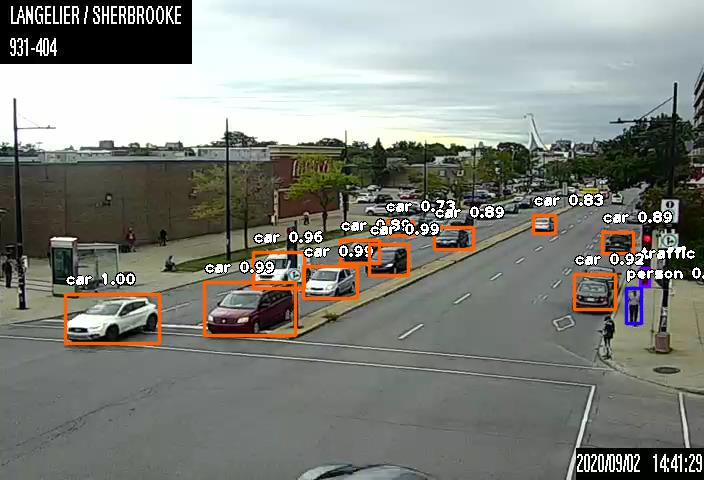 LANGELIER / SHERBROOKE
931-404
car 0.83
car 0.73
car 0.89
car 0.89
car 0.99
car 0.96
car 0.99
traffic
car 0.92
person 0.
car 1.00
car 0.99
2020/09/02 14:41:29